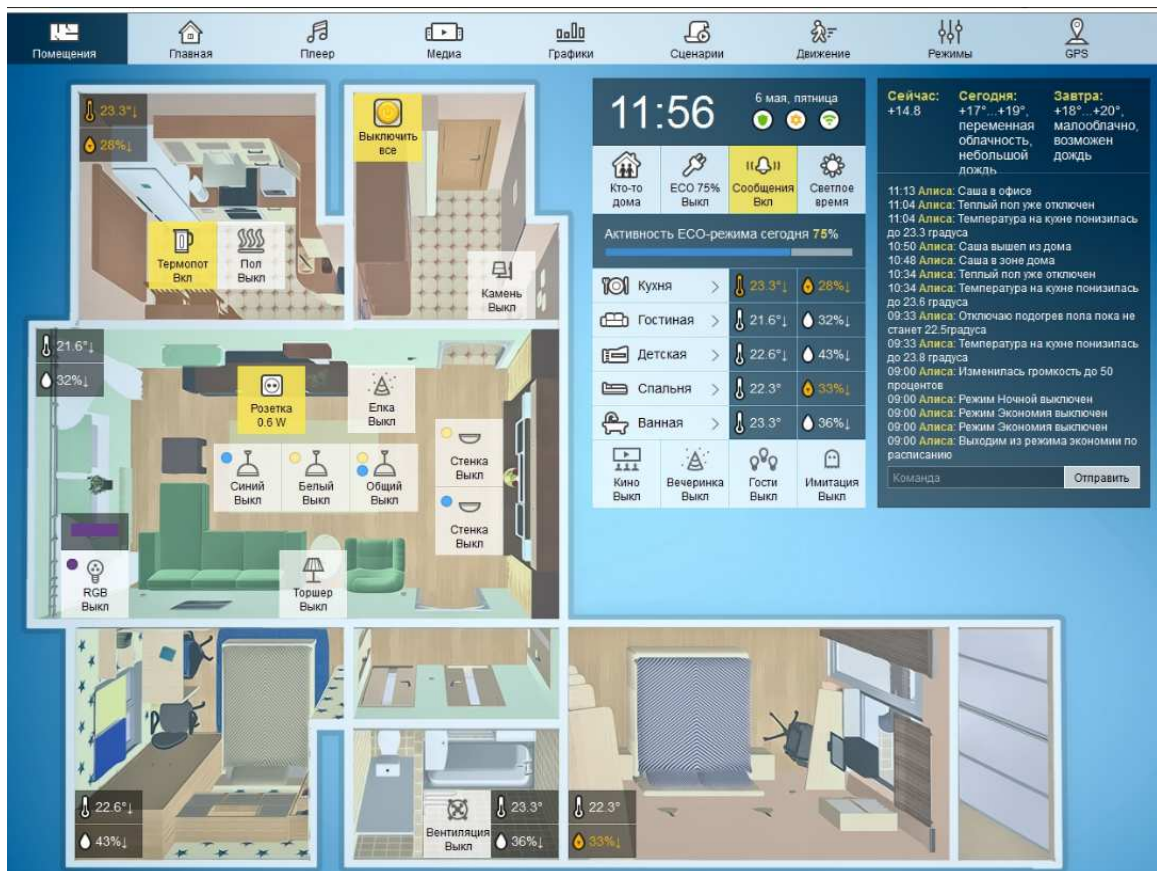 Помещения
Главная
Плеер
Медиа
Графики
Сценарии
Движение
Режимы
GPS
23.3°↓
28%↓
Выключить
все
Термопот
Вкл
Пол
Выкл
Камень
Выкл
21.6°↓
32%↓
Розетка
0.6 W
Елка
Выкл
Синий
Выкл
Белый
Выкл
Общий
Выкл
Стенка
Выкл
Стенка
Выкл
RGB
Выкл
Торшер
Выкл
22.6°↓
43%↓
Вентиляция
Выкл
23.3°
36%↓
22.3°
33%↓
11:56
6 мая, пятница
Кто-то
дома
ECO 75%
Выкл
Сообщения
Вкл
Светлое
время
Активность ECO-режима сегодня 75%
Кухня > 23.3°↓ 28%↓
Гостиная > 21.6°↓ 32%↓
Детская > 22.6°↓ 43%↓
Спальня > 22.3° 33%↓
Ванная > 23.3° 36%↓
Кино
Выкл
Вечеринка
Выкл
Гости
Выкл
Имитация
Выкл
Сейчас:
+14.8
Сегодня:
+17°...+19°,
переменная
облачность,
небольшой
дождь
Завтра:
+18°...+20°,
малооблачно,
возможен
дождь
11:13 Алиса: Саша в офисе
11:04 Алиса: Теплый пол уже отключен
11:04 Алиса: Температура на кухне понизилась
до 23.3 градуса
10:50 Алиса: Саша вышел из дома
10:48 Алиса: Саша в зоне дома
10:34 Алиса: Теплый пол уже отключен
10:34 Алиса: Температура на кухне понизилась
до 23.6 градуса
09:33 Алиса: Отключаю подогрев пола пока не
станет 22.5градуса
09:33 Алиса: Температура на кухне понизилась
до 23.8 градуса
09:00 Алиса: Изменилась громкость до 50
процентов
09:00 Алиса: Режим Ночной выключен
09:00 Алиса: Режим Экономия выключен
09:00 Алиса: Режим Экономия выключен
09:00 Алиса: Выходим из режима экономии по
расписанию
Команда
Отправить